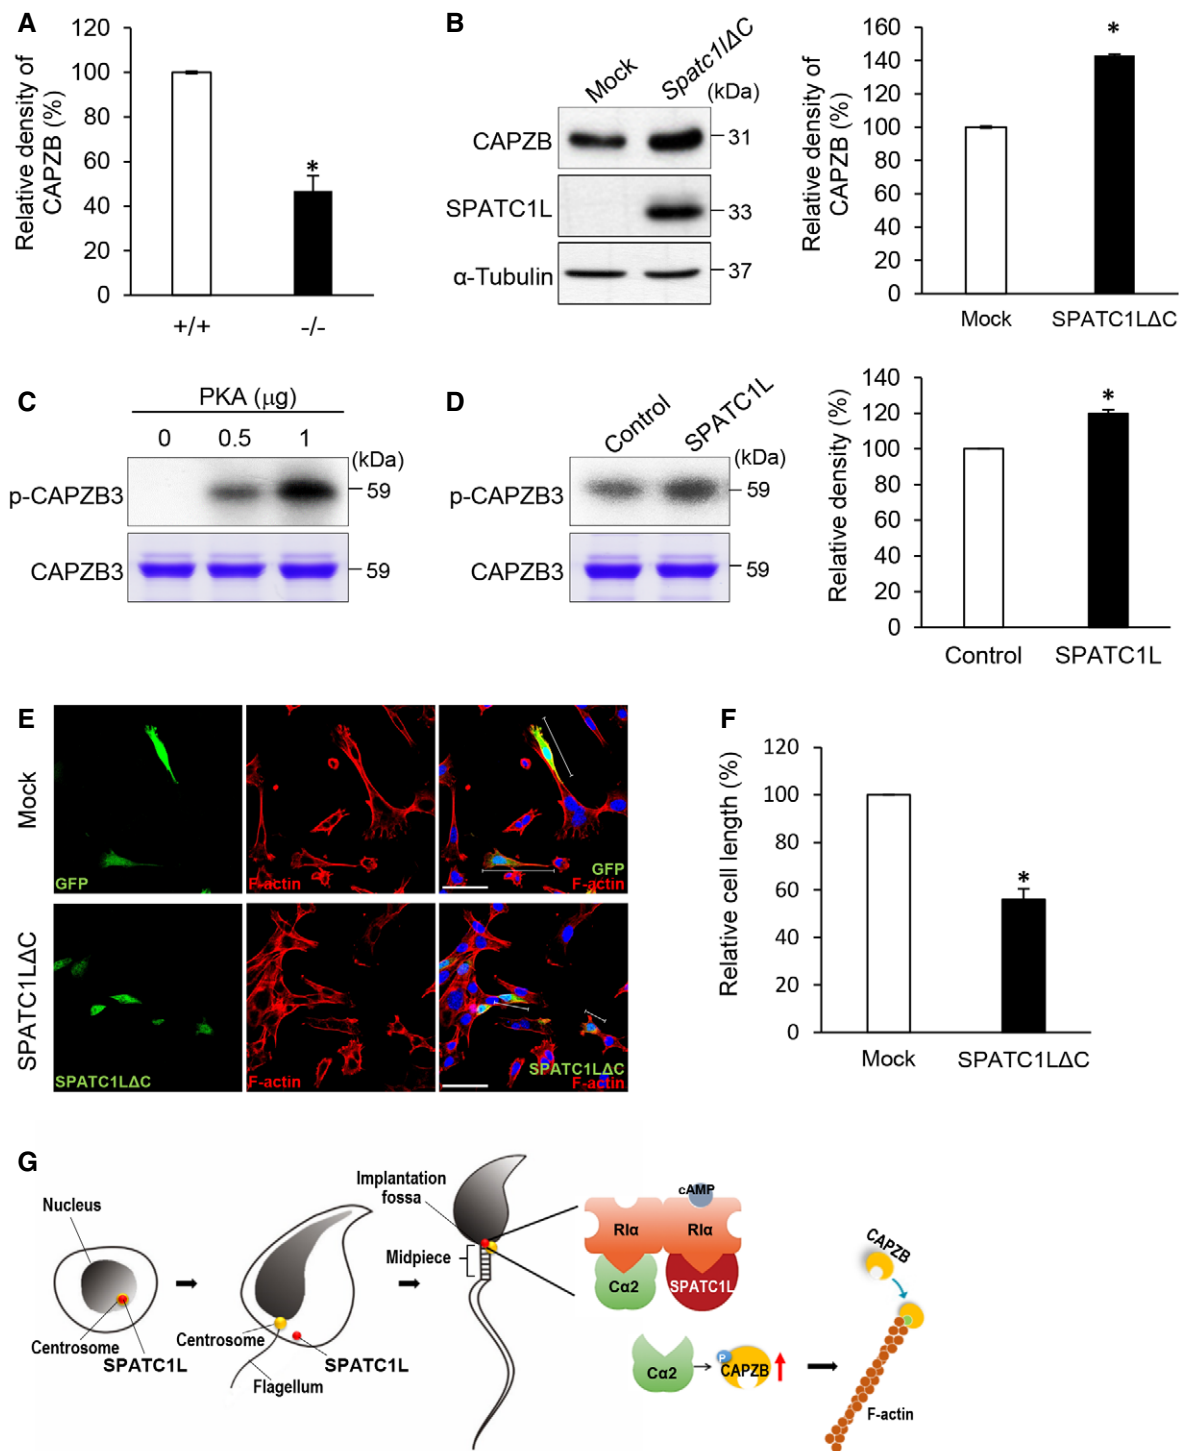 A
Relative density of
CAPZB (%)
120
100
80
60
40
20
0
*
+/+
-/-
B
Mock
Spatc1lΔC
(kDa)
CAPZB
31
SPATC1L
33
α-Tubulin
37
Relative density of
CAPZB (%)
160
140
120
100
80
60
40
20
0
*
Mock
SPATC1LΔC
C
PKA (μg)
0 0.5 1
(kDa)
p-CAPZB3
59
CAPZB3
59
D
Control
SPATC1L
(kDa)
p-CAPZB3
59
CAPZB3
59
Relative density (%)
140
120
100
80
60
40
20
0
*
Control
SPATC1L
E
Mock
GFP
F-actin
GFP
F-actin
SPATC1LΔC
SPATC1LΔC
F-actin
SPATC1LΔC
F-actin
F
Relative cell length (%)
120
100
80
60
40
20
0
*
Mock
SPATC1LΔC
G
Nucleus
Centrosome
SPATC1L
Centrosome
SPATC1L
Flagellum
Implantation
fossa
Midpiece
cAMP
RIα
RIα
Cα2
SPATC1L
Cα2
P
CAPZB
CAPZB
F-actin